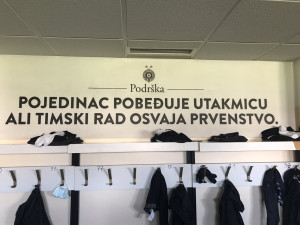 Podrška
POJEDINAC POBEĐUJE UTAKMICU
ALI TIMSKI RAD OSVAJA PRVENSTVO.